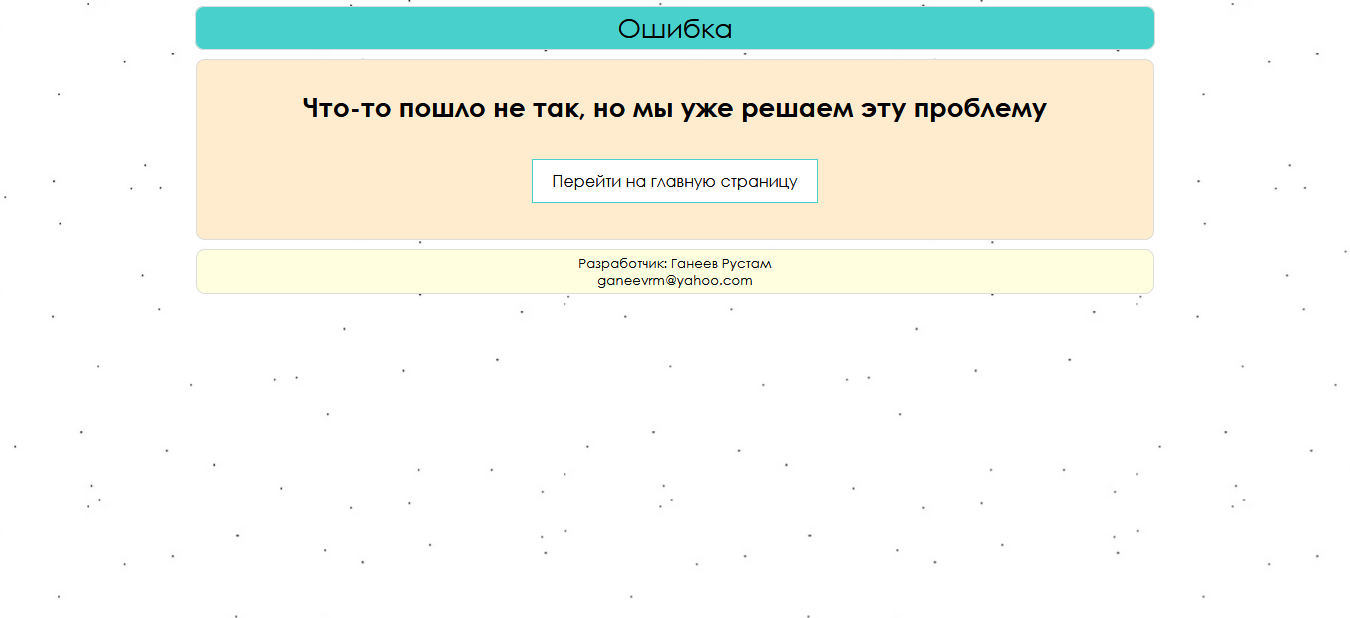 Ошибка
Что-то пошло не так, но мы уже решаем эту проблему
Перейти на главную страницу
Разработчик: Ганеев Рустам
ganeevrm@yahoo.com